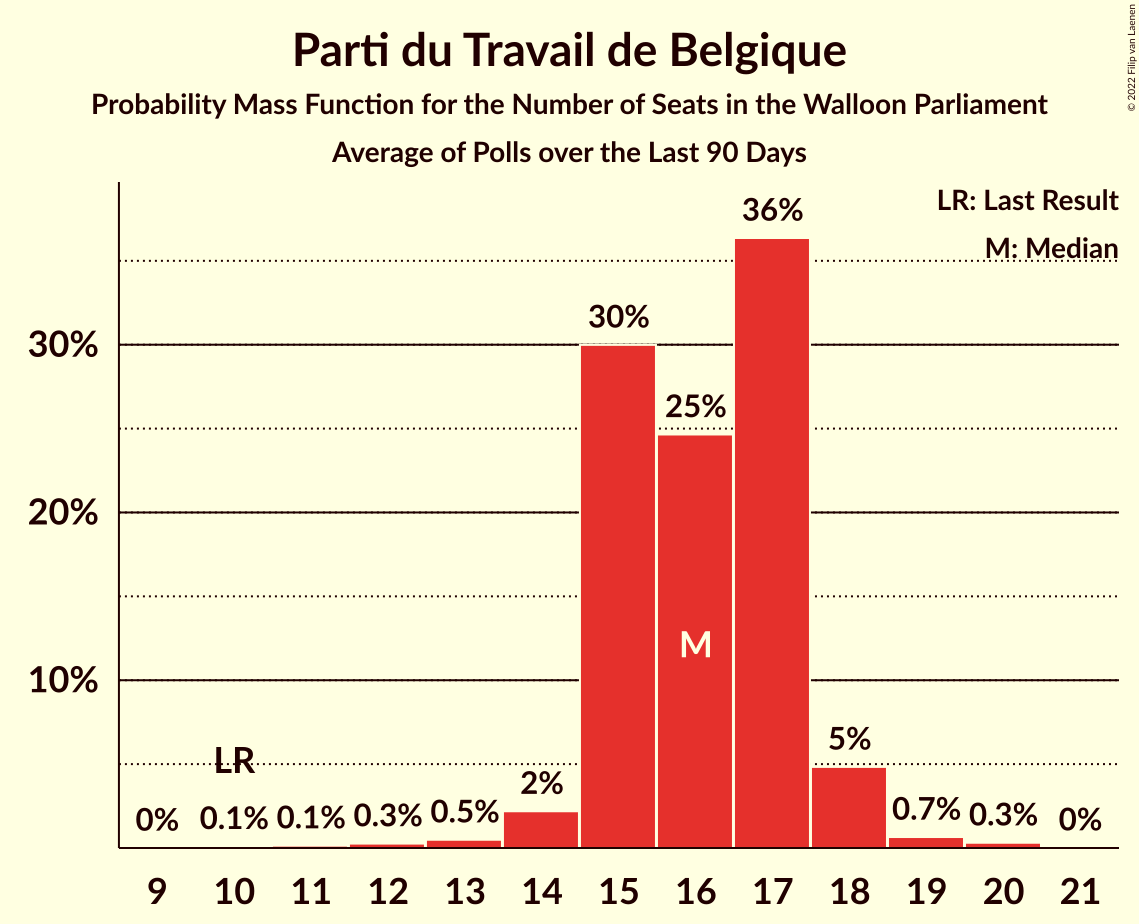 Parti du Travail de Belgique
Probability Mass Function for the Number of Seats in the Walloon Parliament
Average of Polls over the Last 90 Days
© 2022 Filip van Laenen
LR: Last Result
M: Median
36%
30%
25%
30%
20%
10%
M
LR
0%
0.1%
0.1%
0.3%
0.5%
2%
5%
0.7%
0.3%
0%
9 10 11 12 13 14 15 16 17 18 19 20 21